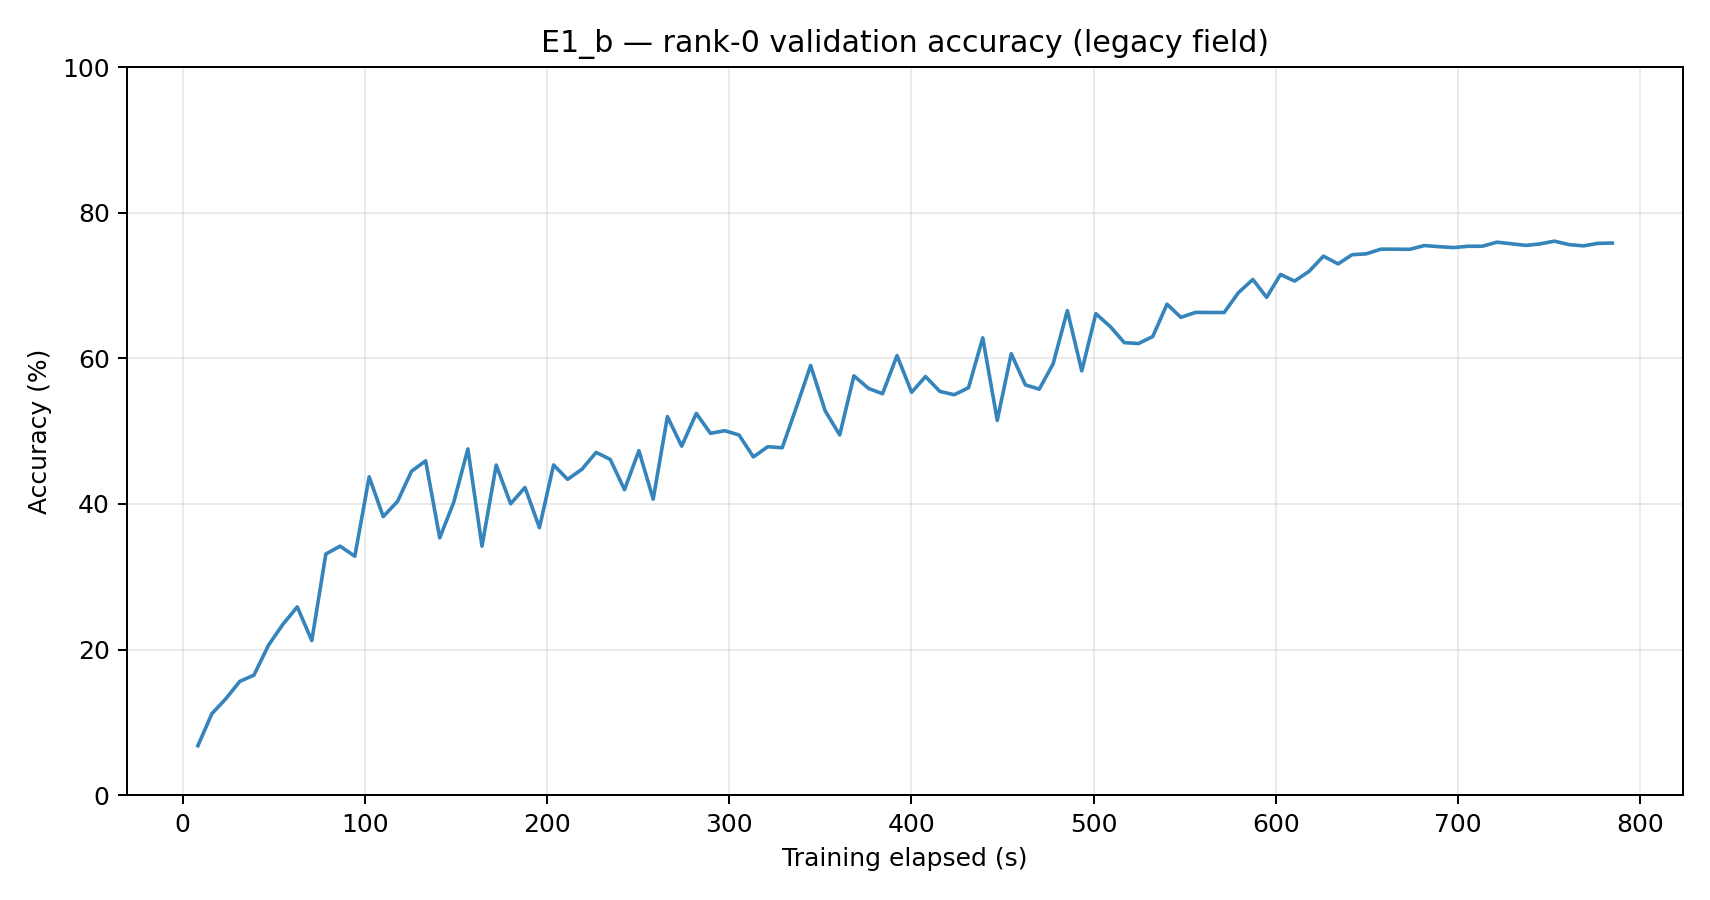 E1_b — rank-0 validation accuracy (legacy field)
100
80
60
40
20
0
Accuracy (%)
0 100 200 300 400 500 600 700 800
Training elapsed (s)